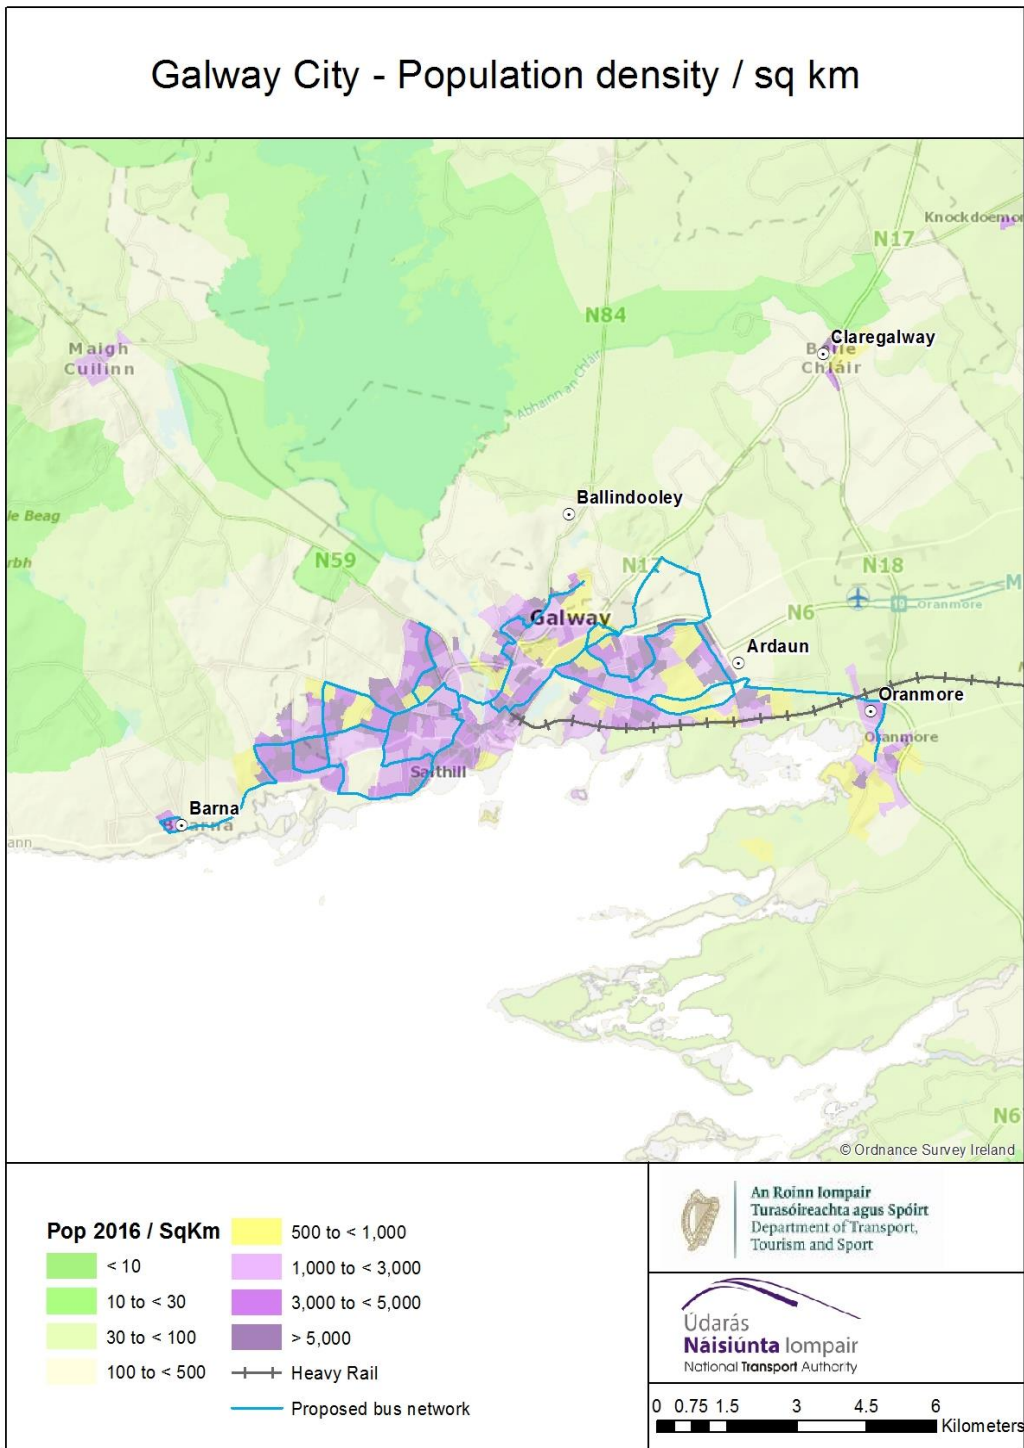 Galway City - Population density / sq km
Knockdoemor
N17
N84
Claregalway
Baile
Chláir
Maigh
Cuilinn
Abhainn an Chláir
Ballindooley
le Beag
rbh
N59
N17
N18
M
Oranmore
N6
Galway
Ardaun
Oranmore
Oranmore
Salthill
Barna
Bearna
ann
N6
© Ordnance Survey Ireland
Pop 2016 / SqKm
< 10
10 to < 30
30 to < 100
100 to < 500
500 to < 1,000
1,000 to < 3,000
3,000 to < 5,000
> 5,000
Heavy Rail
Proposed bus network
An Roinn Iompair
Turasóireachta agus Spóirt
Department of Transport,
Tourism and Sport
Údarás
Náisiúnta Iompair
National Transport Authority
0 0.75 1.5 3 4.5 6
Kilometers